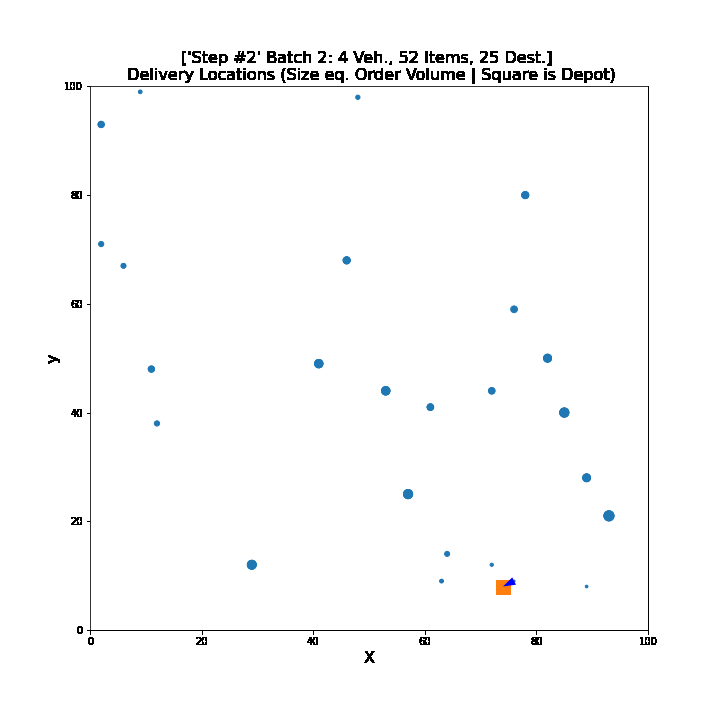 ['Step #2' Batch 2: 4 Veh., 52 Items, 25 Dest.]
Delivery Locations (Size eq. Order Volume | Square is Depot)
100
80
60
40
20
0
y
0 20 40 60 80 100
X